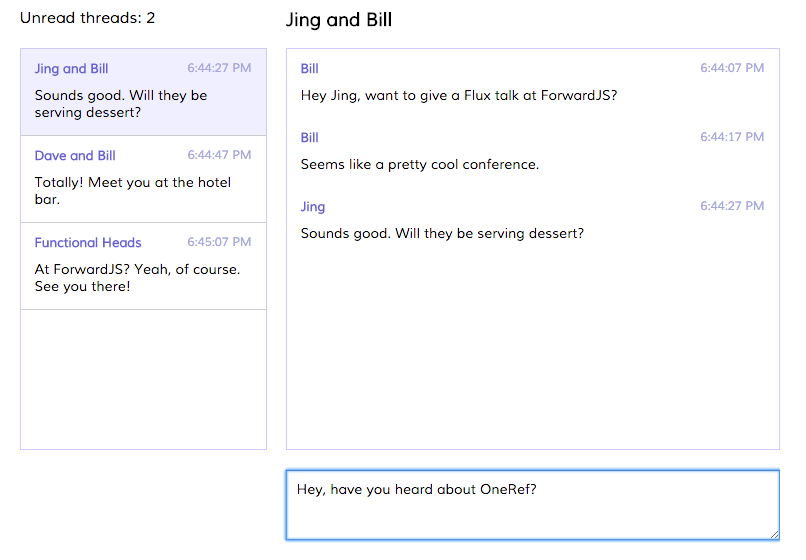 Unread threads: 2
Jing and Bill 6:44:27 PM
Sounds good. Will they be
serving dessert?
Dave and Bill 6:44:47 PM
Totally! Meet you at the hotel
bar.
Functional Heads 6:45:07 PM
At ForwardJS? Yeah, of course.
See you there!
Jing and Bill
Bill 6:44:07 PM
Hey Jing, want to give a Flux talk at ForwardJS?
Bill 6:44:17 PM
Seems like a pretty cool conference.
Jing 6:44:27 PM
Sounds good. Will they be serving dessert?
Hey, have you heard about OneRef?